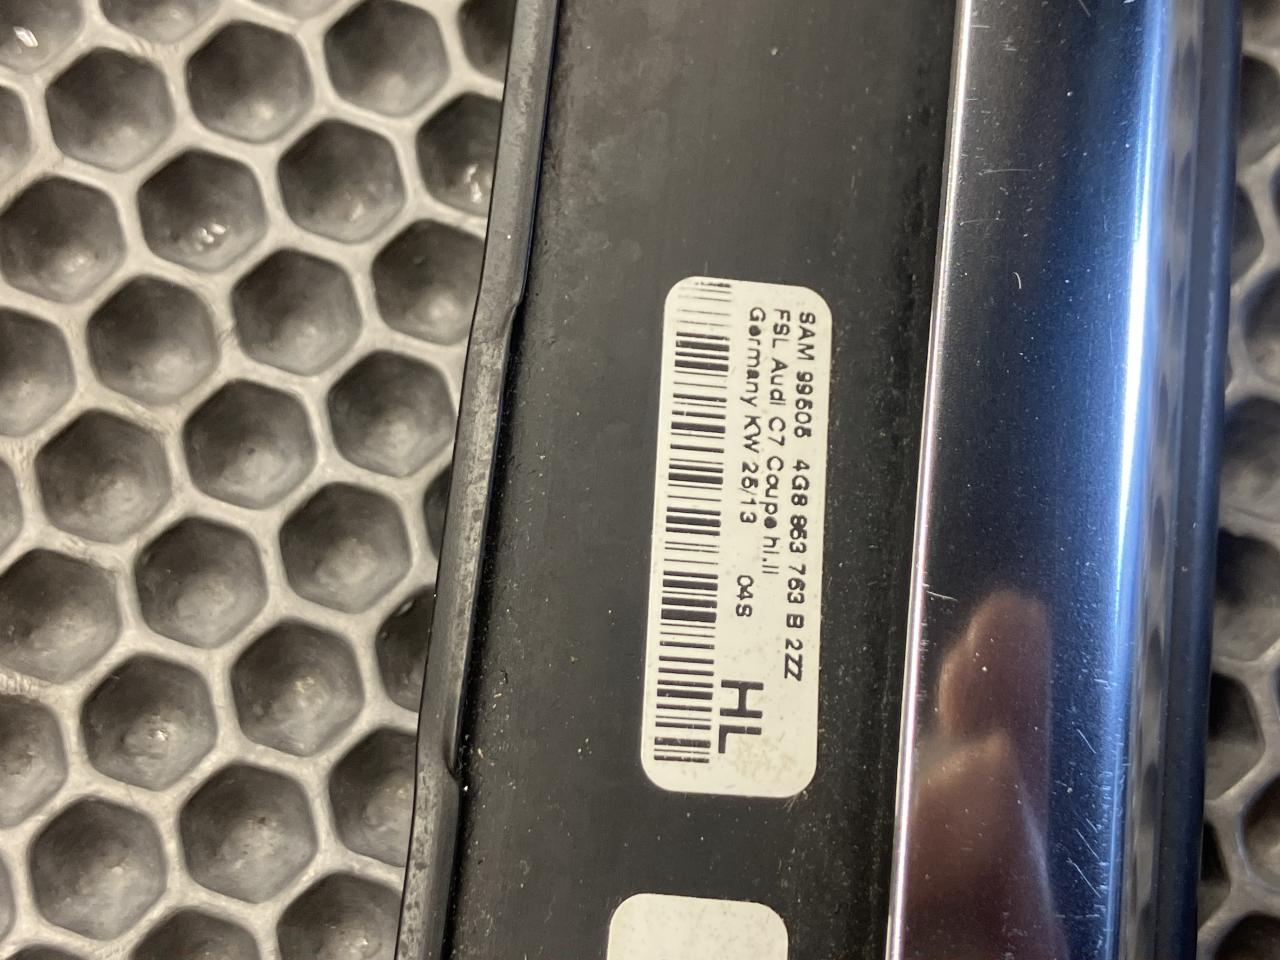 SAM 99505 4G8 853 763 B 2ZZ
FSL Audi C7 Coupe hi.li
Germany KW 25/13 04S
HL